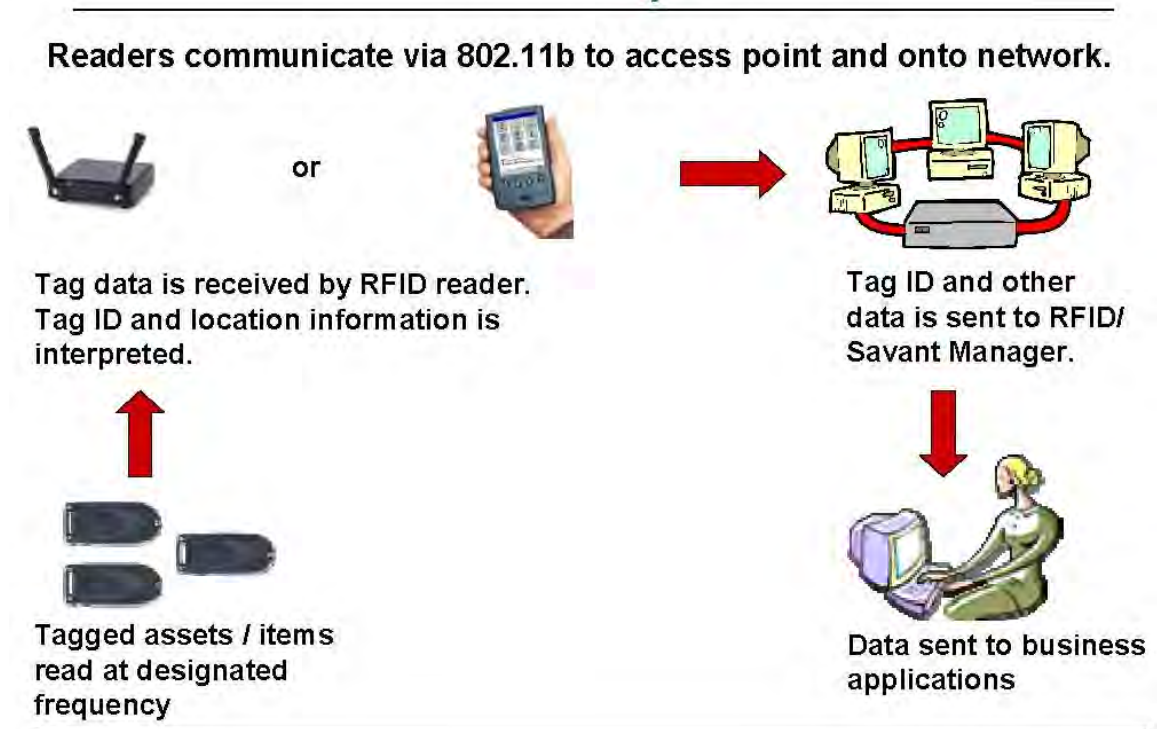 Readers communicate via 802.11b to access point and onto network.
or
Tag data is received by RFID reader.
Tag ID and location information is
interpreted.
Tag ID and other
data is sent to RFID/
Savant Manager.
Tagged assets / items
read at designated
frequency
Data sent to business
applications